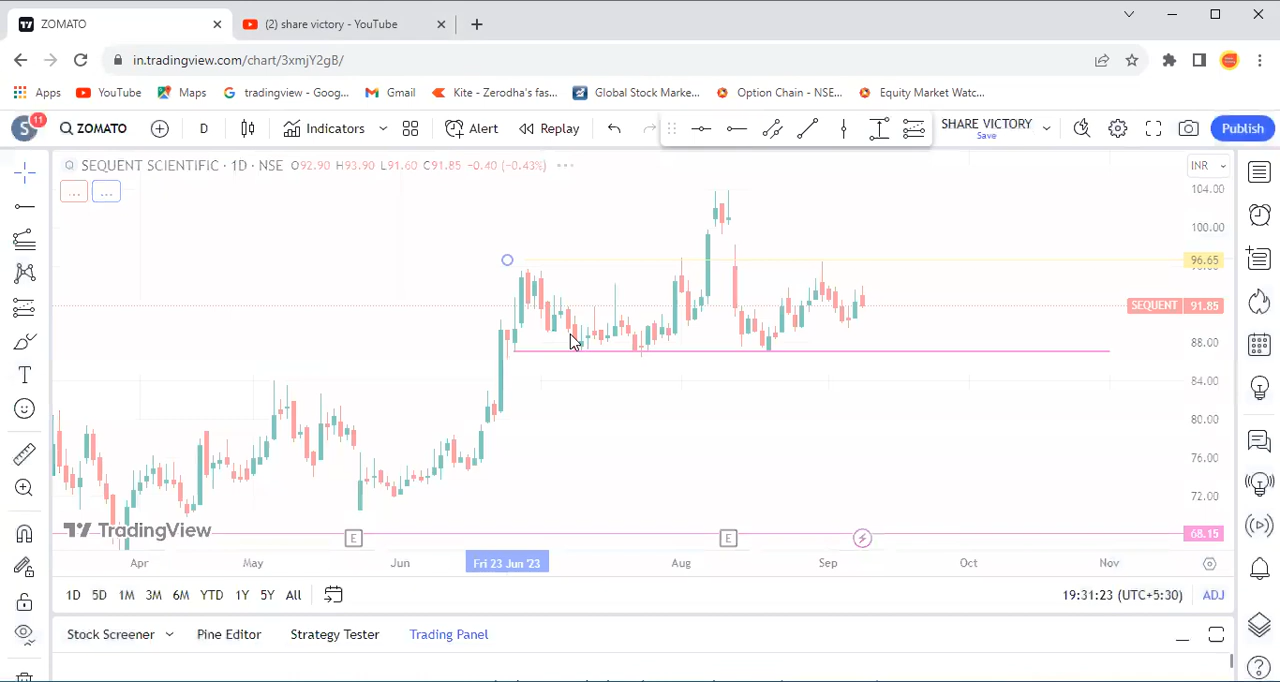 ZOMATO
(2) share victory - YouTube
in.tradingview.com/chart/3xmjY2gB/
Apps
YouTube
Maps
tradingview - Goog...
Gmail
Kite - Zerodha's fas...
Global Stock Marke...
Option Chain - NSE...
Equity Market Watc...
S
11
ZOMATO
D
Indicators
Alert
Replay
SHARE VICTORY
Save
Publish
SEQUENT SCIENTIFIC · 1D · NSE O92.90 H93.90 L91.60 C91.85 −0.40 (−0.43%) ...
INR
... ...
104.00
100.00
96.65
SEQUENT 91.85
88.00
84.00
80.00
76.00
72.00
68.15
TradingView
E
E
Apr
May
Jun
Fri 23 Jun '23
Aug
Sep
Oct
Nov
1D 5D 1M 3M 6M YTD 1Y 5Y All
19:31:23 (UTC+5:30)
ADJ
Stock Screener
Pine Editor
Strategy Tester
Trading Panel